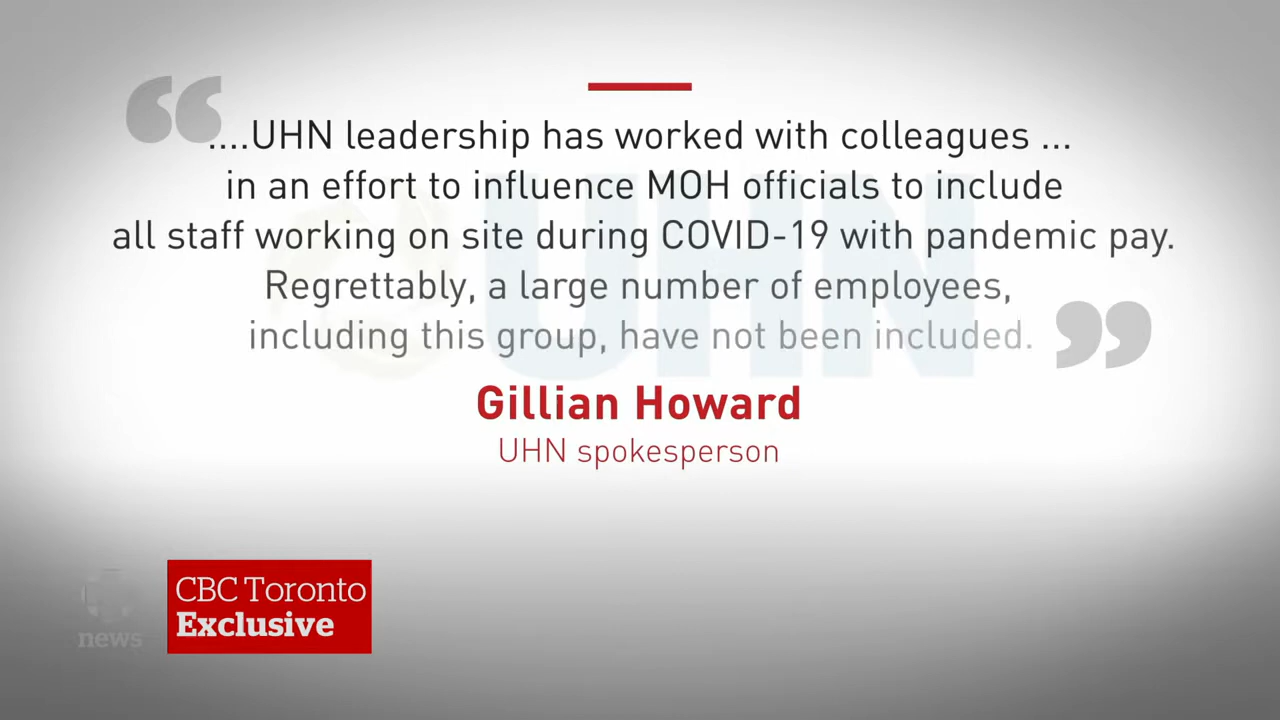 “
....UHN leadership has worked with colleagues ...
in an effort to influence MOH officials to include
all staff working on site during COVID-19 with pandemic pay.
Regrettably, a large number of employees,
including this group, have not been included.
”
Gillian Howard
UHN spokesperson
UHN
news
CBC Toronto
Exclusive